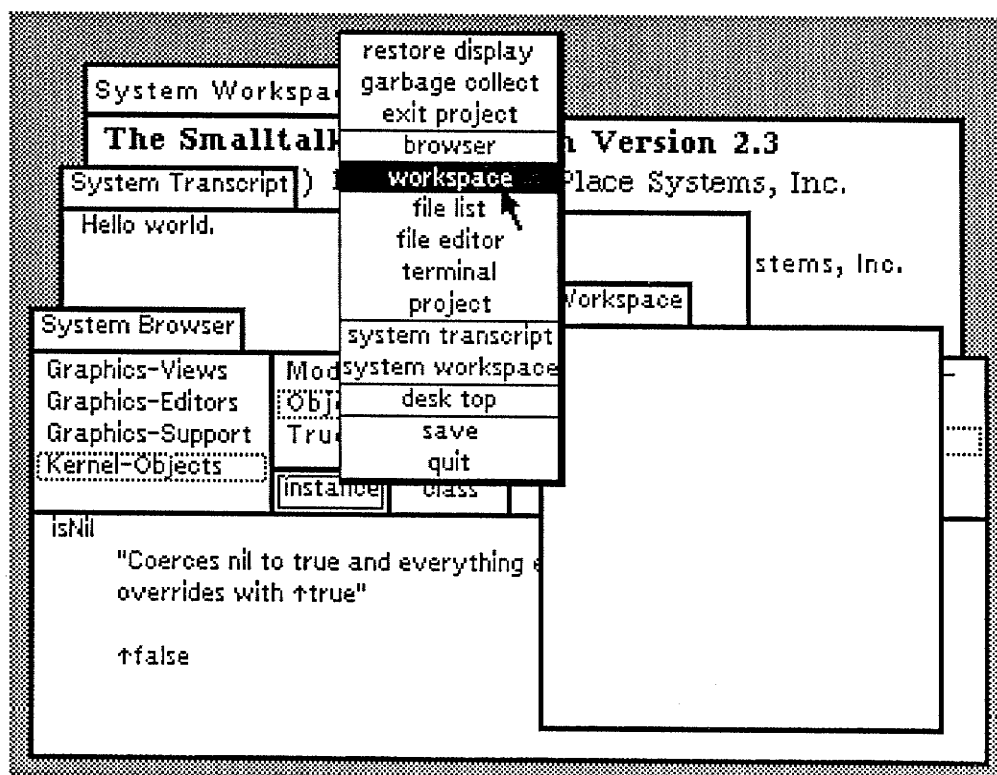 restore display
garbage collect
exit project
browser
workspace
file list
file editor
terminal
project
system transcript
system workspace
desk top
save
quit
System
The Version 2.3
System Transcript ) Place Systems, Inc.
Hello world.
Inc.
Workspace
System Browser
Graphics-Views
Graphics-Editors
Graphics-Support
Kernel-Objects
instance class
isNil
"Coerces nil to true and everything
overrides with ↑true"
↑false